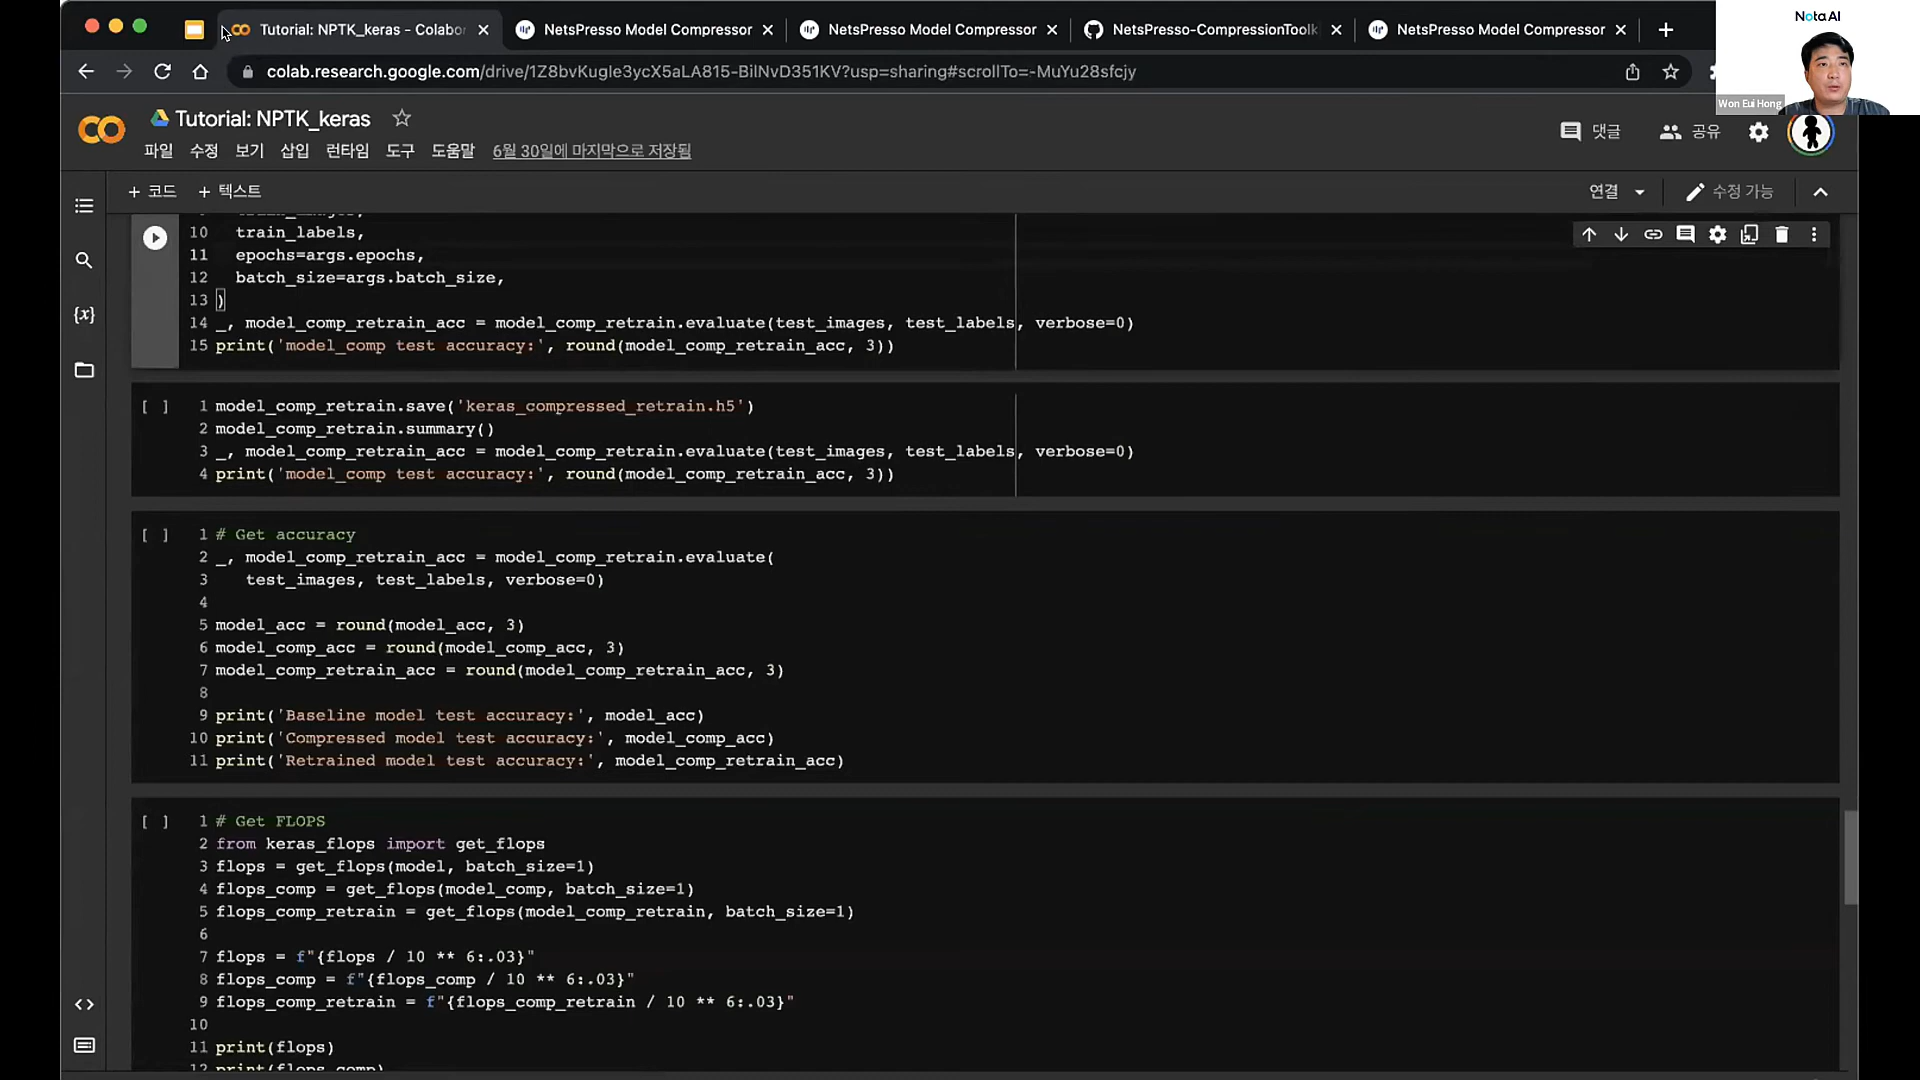 Tutorial: NPTK_keras - Colabor
NetsPresso Model Compressor
NetsPresso Model Compressor
NetsPresso-CompressionToolk
NetsPresso Model Compressor
Nota AI
colab.research.google.com/drive/1Z8bvKugIe3ycX5aLA815-BilNvD351KV?usp=sharing#scrollTo=-MuYu28sfcjy
Won Eui Hong
Tutorial: NPTK_keras
댓글
공유
파일 수정 보기 삽입 런타임 도구 도움말 6월 30일에 마지막으로 저장됨
+ 코드 + 텍스트
연결
수정 가능
10 train_labels,
11 epochs=args.epochs,
12 batch_size=args.batch_size,
13 )
14 _, model_comp_retrain_acc = model_comp_retrain.evaluate(test_images, test_labels, verbose=0)
15 print('model_comp test accuracy:', round(model_comp_retrain_acc, 3))
[ ] 1 model_comp_retrain.save('keras_compressed_retrain.h5')
2 model_comp_retrain.summary()
3 _, model_comp_retrain_acc = model_comp_retrain.evaluate(test_images, test_labels, verbose=0)
4 print('model_comp test accuracy:', round(model_comp_retrain_acc, 3))
[ ] 1 # Get accuracy
2 _, model_comp_retrain_acc = model_comp_retrain.evaluate(
3 test_images, test_labels, verbose=0)
4
5 model_acc = round(model_acc, 3)
6 model_comp_acc = round(model_comp_acc, 3)
7 model_comp_retrain_acc = round(model_comp_retrain_acc, 3)
8
9 print('Baseline model test accuracy:', model_acc)
10 print('Compressed model test accuracy:', model_comp_acc)
11 print('Retrained model test accuracy:', model_comp_retrain_acc)
[ ] 1 # Get FLOPS
2 from keras_flops import get_flops
3 flops = get_flops(model, batch_size=1)
4 flops_comp = get_flops(model_comp, batch_size=1)
5 flops_comp_retrain = get_flops(model_comp_retrain, batch_size=1)
6
7 flops = f"{flops / 10 ** 6:.03}"
8 flops_comp = f"{flops_comp / 10 ** 6:.03}"
9 flops_comp_retrain = f"{flops_comp_retrain / 10 ** 6:.03}"
10
11 print(flops)
12 print(flops_comp)